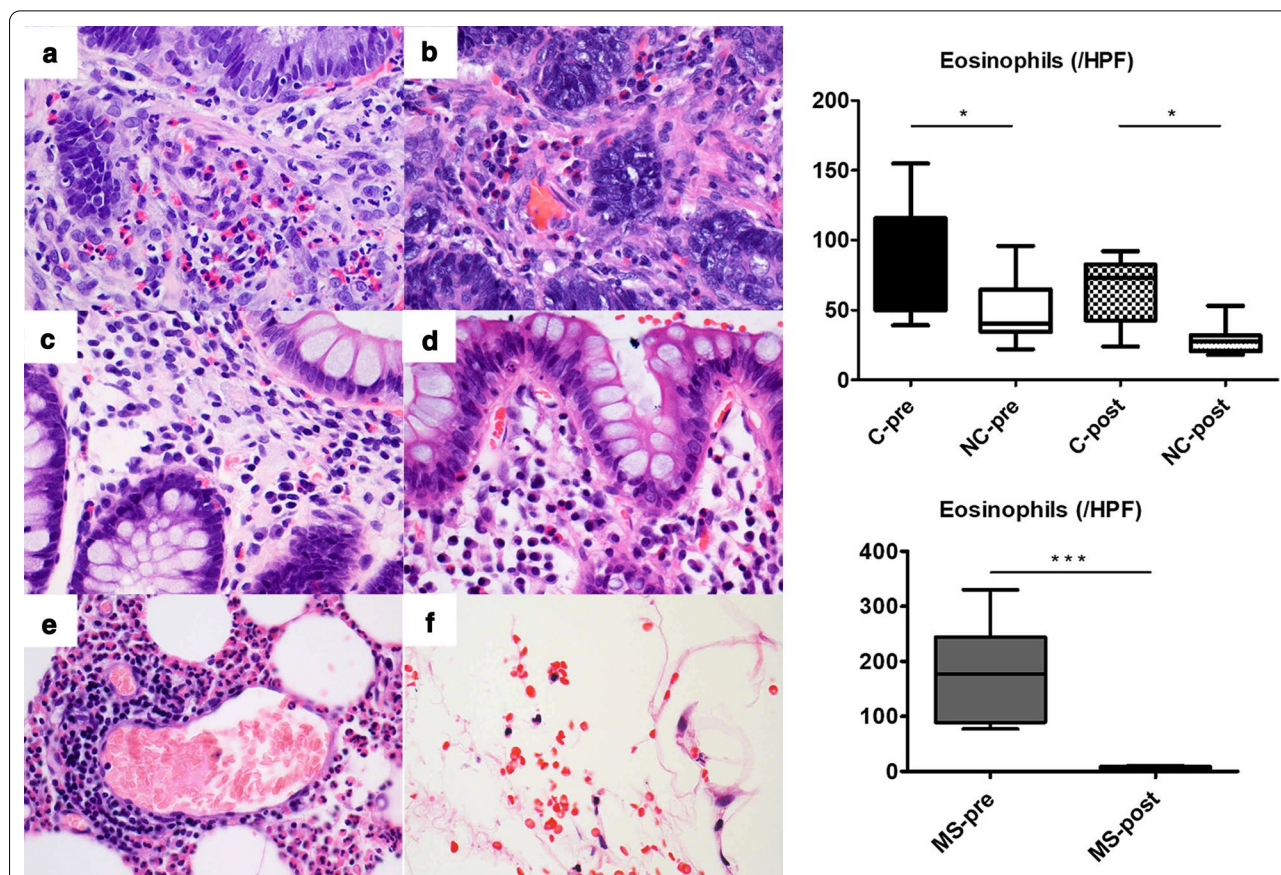 a
b
c
d
e
f
Eosinophils (/HPF)
200
150
100
50
0
*
*
C-pre
NC-pre
C-post
NC-post
Eosinophils (/HPF)
400
300
200
100
0
***
MS-pre
MS-post